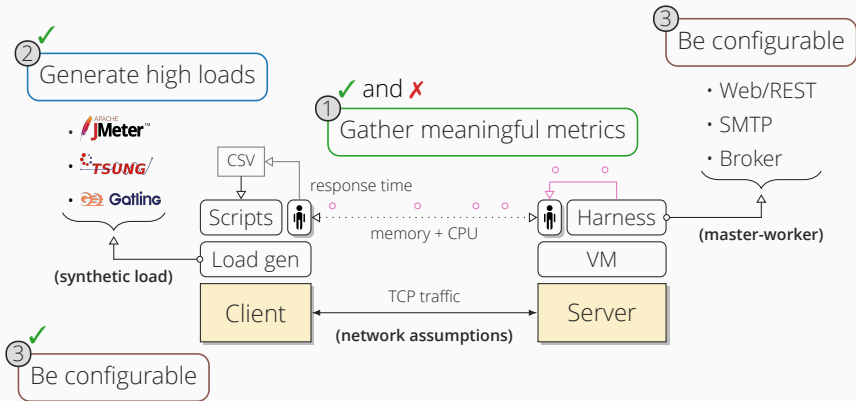 3
Be configurable
2 ✓
Generate high loads
✓ and ✗
1
Gather meaningful metrics
• Web/REST
• SMTP
• Broker
• APACHE JMeter™
• TSUNG
• Gatling
CSV
response time
Scripts
Harness
memory + CPU
(master-worker)
(synthetic load)
Load gen
VM
TCP traffic
Client
Server
(network assumptions)
3 ✓
Be configurable